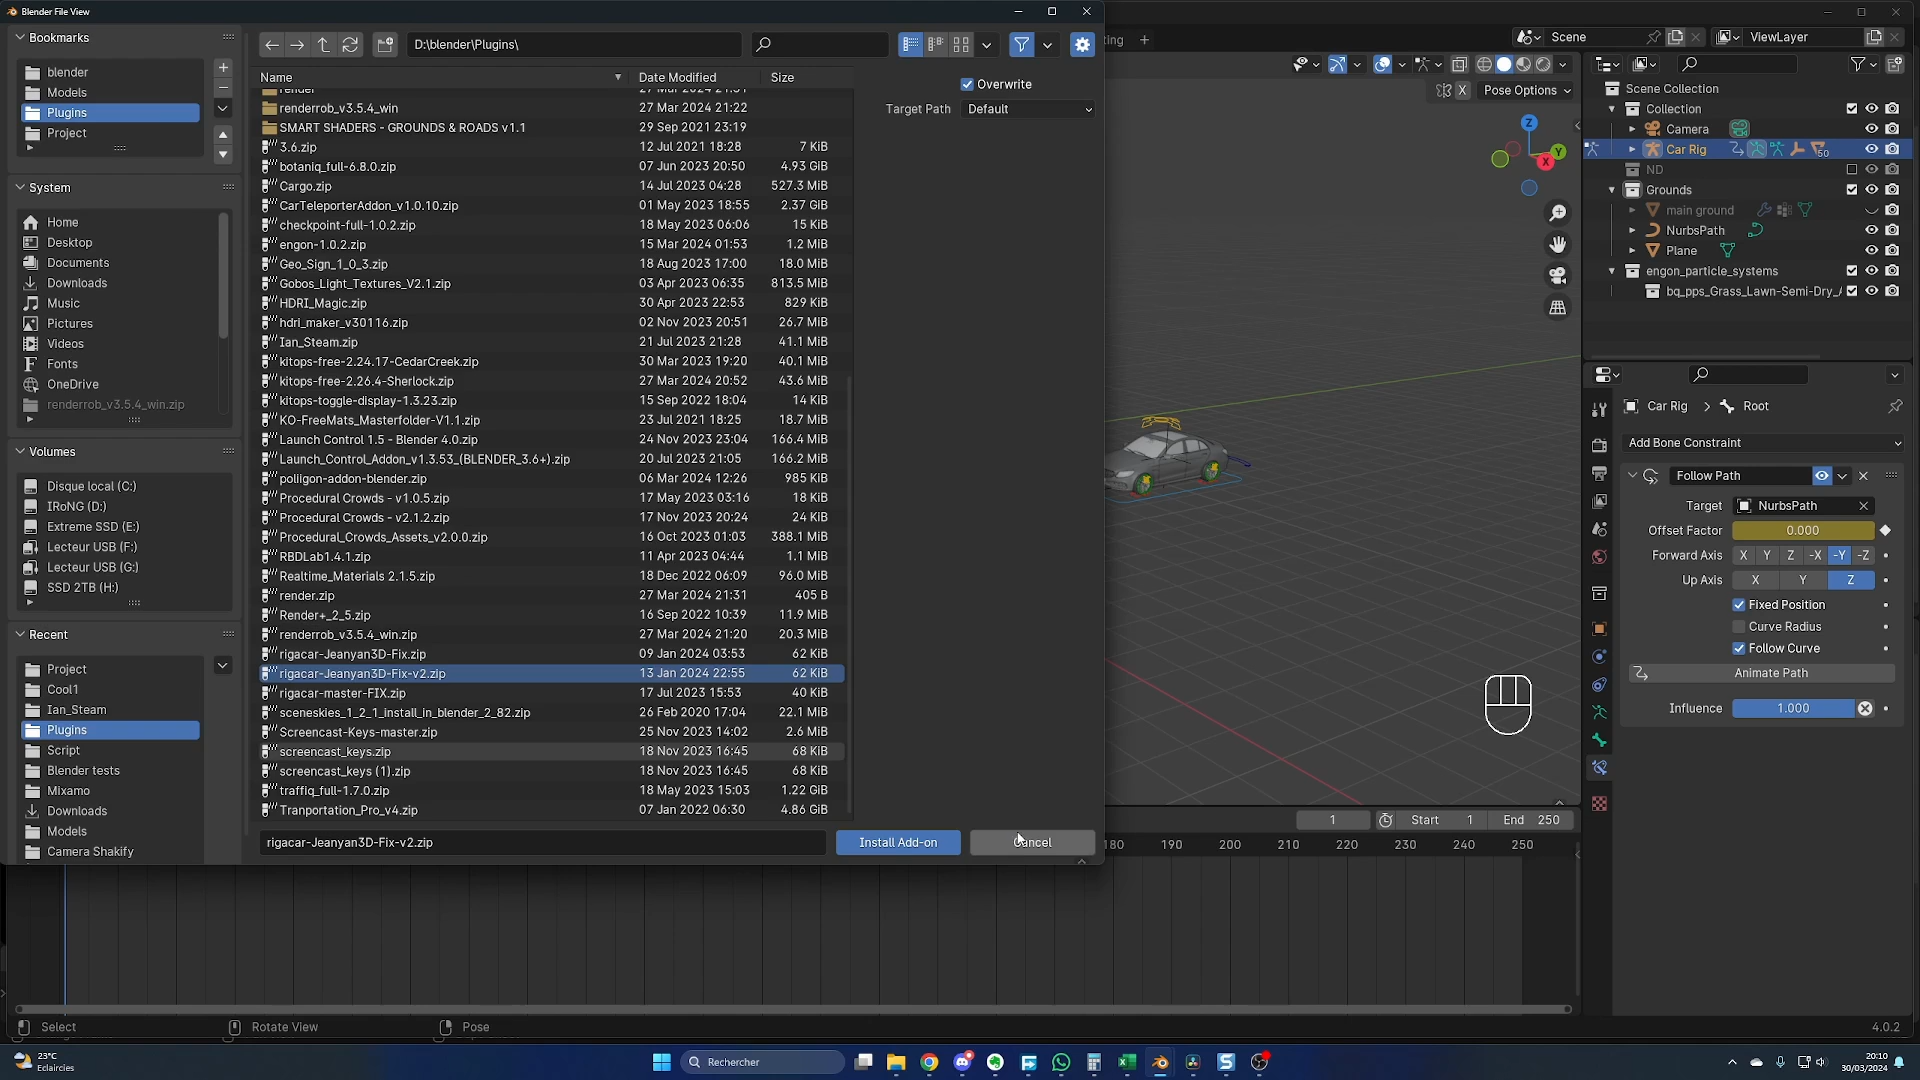 Blender File View
Bookmarks
blender
Models
Plugins
Project
System
Home
Desktop
Documents
Downloads
Music
Pictures
Videos
Fonts
OneDrive
renderrob_v3.5.4_win.zip
Volumes
Disque local (C:)
IRoNG (D:)
Extreme SSD (E:)
Lecteur USB (F:)
Lecteur USB (G:)
SSD 2TB (H:)
Recent
Project
Cool1
Ian_Steam
Plugins
Script
Blender tests
Mixamo
Downloads
Models
Camera Shakify
D:\blender\Plugins\
Name Date Modified Size
render 27 Mar 2024 21:31
renderrob_v3.5.4_win 27 Mar 2024 21:22
SMART SHADERS - GROUNDS & ROADS v1.1 29 Sep 2021 23:19
3.6.zip 12 Jul 2021 18:28 7 KiB
botaniq_full-6.8.0.zip 07 Jun 2023 20:50 4.93 GiB
Cargo.zip 14 Jul 2023 04:28 527.3 MiB
CarTeleporterAddon_v1.0.10.zip 01 May 2023 18:55 2.37 GiB
checkpoint-full-1.0.2.zip 18 May 2023 06:06 15 KiB
engon-1.0.2.zip 15 Mar 2024 01:53 1.2 MiB
Geo_Sign_1_0_3.zip 18 Aug 2023 17:00 18.0 MiB
Gobos_Light_Textures_V2.1.zip 03 Apr 2023 06:35 813.5 MiB
HDRI_Magic.zip 30 Apr 2023 22:53 829 KiB
hdri_maker_v30116.zip 02 Nov 2023 20:51 26.7 MiB
Ian_Steam.zip 21 Jul 2023 21:28 41.1 MiB
kitops-free-2.24.17-CedarCreek.zip 30 Mar 2023 19:20 40.1 MiB
kitops-free-2.26.4-Sherlock.zip 27 Mar 2024 20:52 43.6 MiB
kitops-toggle-display-1.3.23.zip 15 Sep 2022 18:04 14 KiB
KO-FreeMats_Masterfolder-V1.1.zip 23 Jul 2021 18:25 18.7 MiB
Launch Control 1.5 - Blender 4.0.zip 24 Nov 2023 23:04 166.4 MiB
Launch_Control_Addon_v1.3.53_(BLENDER_3.6+).zip 20 Jul 2023 21:05 166.2 MiB
poliigon-addon-blender.zip 06 Mar 2024 12:26 985 KiB
Procedural Crowds - v1.0.5.zip 17 May 2023 03:16 18 KiB
Procedural Crowds - v2.1.2.zip 17 Nov 2023 20:24 24 KiB
Procedural_Crowds_Assets_v2.0.0.zip 16 Oct 2023 01:03 388.1 MiB
RBDLab1.4.1.zip 11 Apr 2023 04:44 1.1 MiB
Realtime_Materials 2.1.5.zip 18 Dec 2022 06:09 96.0 MiB
render.zip 27 Mar 2024 21:31 405 B
Render+_2_5.zip 16 Sep 2022 10:39 11.9 MiB
renderrob_v3.5.4_win.zip 27 Mar 2024 21:20 20.3 MiB
rigacar-Jeanyan3D-Fix.zip 09 Jan 2024 03:53 62 KiB
rigacar-Jeanyan3D-Fix-v2.zip 13 Jan 2024 22:55 62 KiB
rigacar-master-FIX.zip 17 Jul 2023 15:53 40 KiB
sceneskies_1_2_1_install_in_blender_2_82.zip 26 Feb 2020 17:04 22.1 MiB
Screencast-Keys-master.zip 25 Nov 2023 14:02 2.6 MiB
screencast_keys.zip 18 Nov 2023 16:45 68 KiB
screencast_keys (1).zip 18 Nov 2023 16:45 68 KiB
traffiq_full-1.7.0.zip 18 May 2023 15:03 1.22 GiB
Tranportation_Pro_v4.zip 07 Jan 2022 06:30 4.86 GiB
rigacar-Jeanyan3D-Fix-v2.zip Install Add-on Cancel
Overwrite
Target Path Default
Scene ViewLayer
X Pose Options
Z
Y
X
Scene Collection
Collection
Camera
Car Rig 50
ND
Grounds
main ground
NurbsPath
Plane
engon_particle_systems
bq_pps_Grass_Lawn-Semi-Dry_
Car Rig > Root
Add Bone Constraint
Follow Path
Target NurbsPath
Offset Factor 0.000
Forward Axis X Y Z -X -Y -Z
Up Axis X Y Z
Fixed Position
Curve Radius
Follow Curve
Animate Path
Influence 1.000
1 Start 1 End 250
180 190 200 210 220 230 240 250
Select Rotate View Pose 4.0.2
23°C
Eclaircies
Rechercher
20:10
30/03/2024